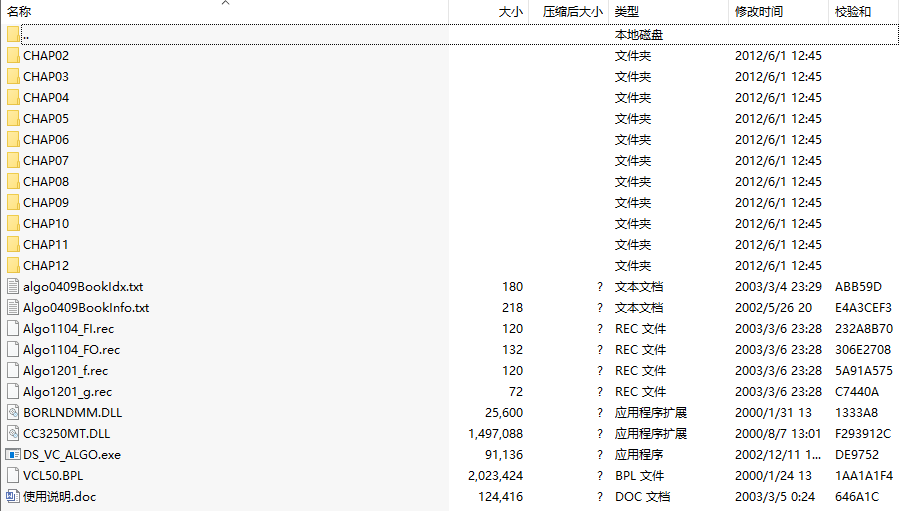 名称 大小 压缩后大小 类型 修改时间 校验和
.. 本地磁盘
CHAP02 文件夹 2012/6/1 12:45
CHAP03 文件夹 2012/6/1 12:45
CHAP04 文件夹 2012/6/1 12:45
CHAP05 文件夹 2012/6/1 12:45
CHAP06 文件夹 2012/6/1 12:45
CHAP07 文件夹 2012/6/1 12:45
CHAP08 文件夹 2012/6/1 12:45
CHAP09 文件夹 2012/6/1 12:45
CHAP10 文件夹 2012/6/1 12:45
CHAP11 文件夹 2012/6/1 12:45
CHAP12 文件夹 2012/6/1 12:45
algo0409BookIdx.txt 180 ? 文本文档 2003/3/4 23:29 ABB59D
Algo0409BookInfo.txt 218 ? 文本文档 2002/5/26 20 E4A3CEF3
Algo1104_FI.rec 120 ? REC 文件 2003/3/6 23:28 232A8B70
Algo1104_FO.rec 132 ? REC 文件 2003/3/6 23:28 306E2708
Algo1201_f.rec 120 ? REC 文件 2003/3/6 23:28 5A91A575
Algo1201_g.rec 72 ? REC 文件 2003/3/6 23:28 C7440A
BORLNDMM.DLL 25,600 ? 应用程序扩展 2000/1/31 13 1333A8
CC3250MT.DLL 1,497,088 ? 应用程序扩展 2000/8/7 13:01 F293912C
DS_VC_ALGO.exe 91,136 ? 应用程序 2002/12/11 1... DE9752
VCL50.BPL 2,023,424 ? BPL 文件 2000/1/24 13 1AA1A1F4
使用说明.doc 124,416 ? DOC 文档 2003/3/5 0:24 646A1C